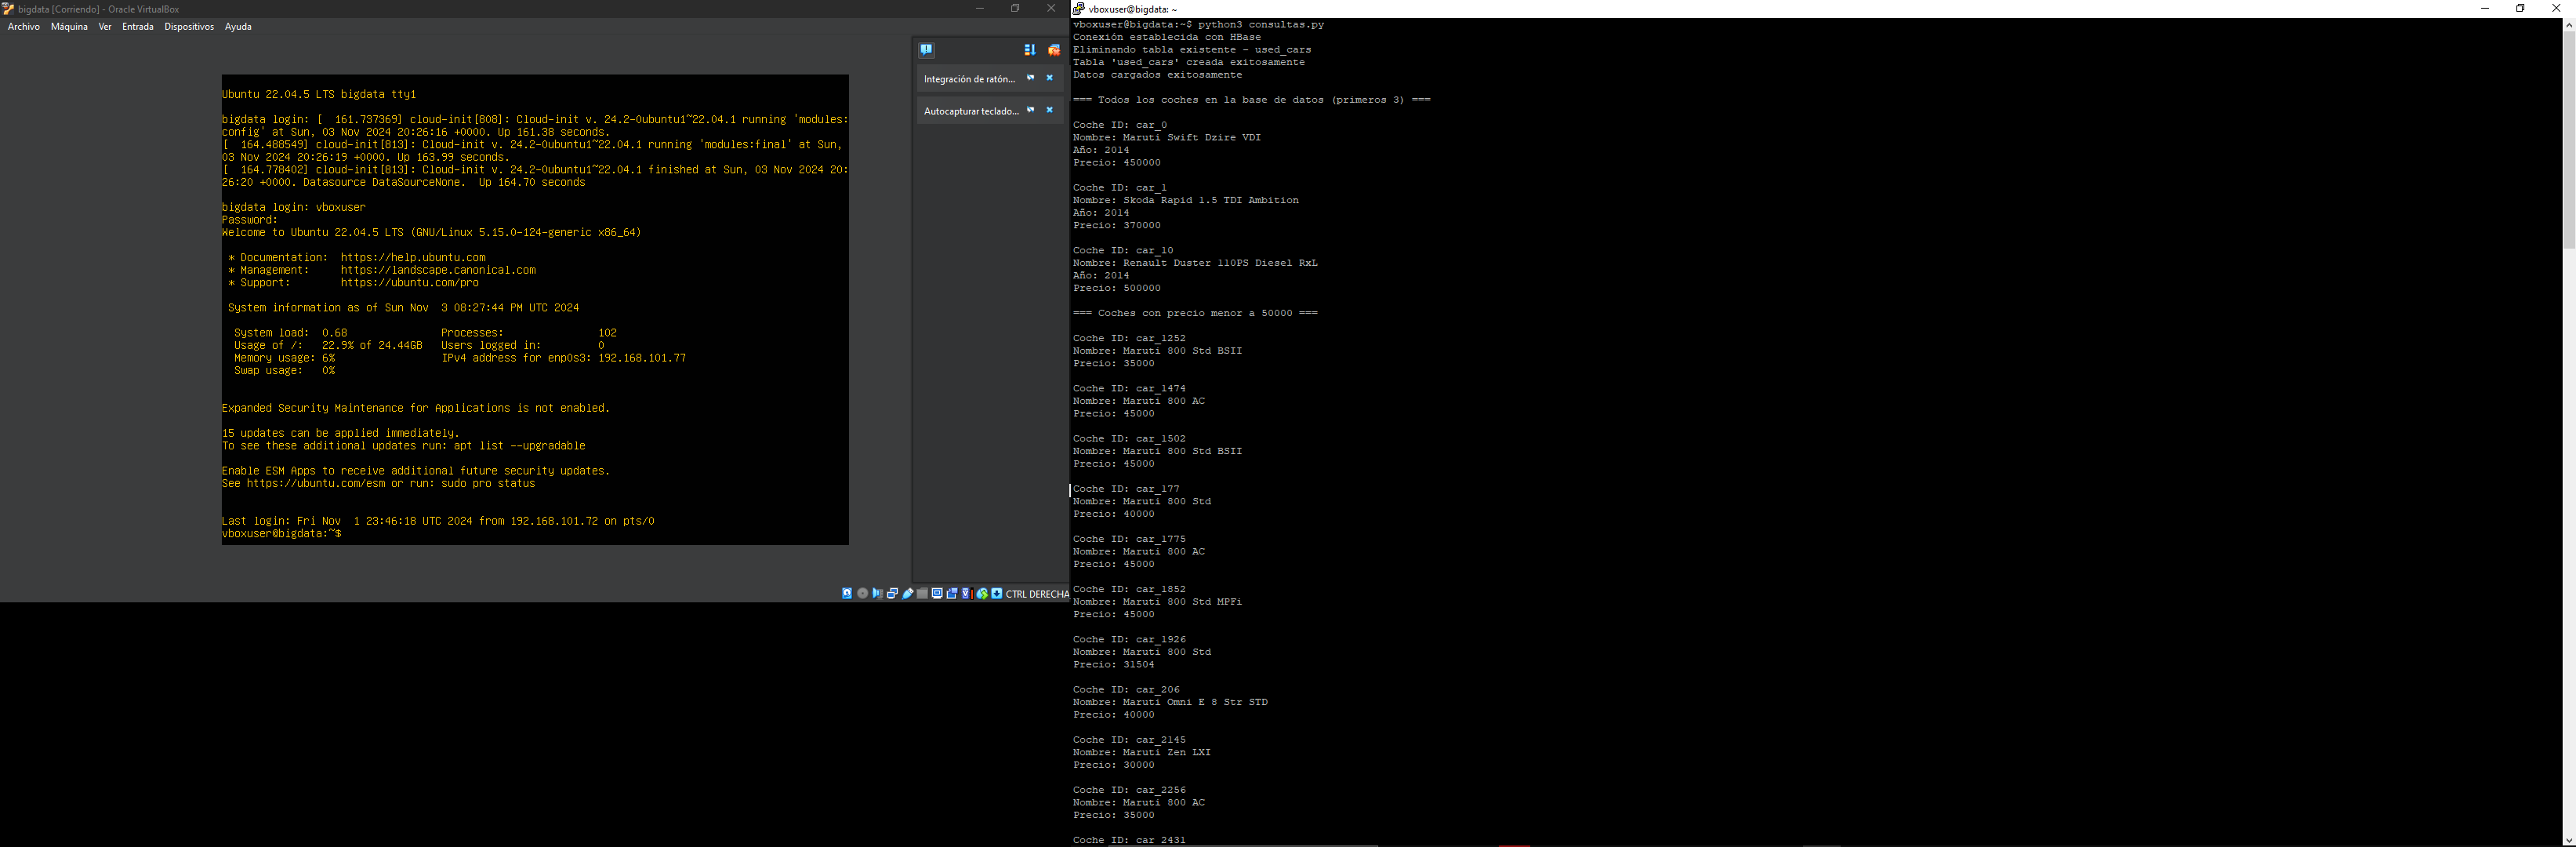 bigdata [Corriendo] - Oracle VirtualBox
Archivo Máquina Ver Entrada Dispositivos Ayuda
Ubuntu 22.04.5 LTS bigdata tty1
bigdata login: [  161.737369] cloud-init[808]: Cloud-init v. 24.2-0ubuntu1~22.04.1 running 'modules:
config' at Sun, 03 Nov 2024 20:26:16 +0000. Up 161.38 seconds.
[  164.488549] cloud-init[813]: Cloud-init v. 24.2-0ubuntu1~22.04.1 running 'modules:final' at Sun,
03 Nov 2024 20:26:19 +0000. Up 163.99 seconds.
[  164.778402] cloud-init[813]: Cloud-init v. 24.2-0ubuntu1~22.04.1 finished at Sun, 03 Nov 2024 20:
26:20 +0000. Datasource DataSourceNone.  Up 164.70 seconds
bigdata login: vboxuser
Password:
Welcome to Ubuntu 22.04.5 LTS (GNU/Linux 5.15.0-124-generic x86_64)
* Documentation:  https://help.ubuntu.com
* Management:     https://landscape.canonical.com
* Support:        https://ubuntu.com/pro
System information as of Sun Nov  3 08:27:44 PM UTC 2024
System load:  0.68               Processes:               102
Usage of /:   22.9% of 24.44GB   Users logged in:         0
Memory usage: 6%                 IPv4 address for enp0s3: 192.168.101.77
Swap usage:   0%
Expanded Security Maintenance for Applications is not enabled.
15 updates can be applied immediately.
To see these additional updates run: apt list --upgradable
Enable ESM Apps to receive additional future security updates.
See https://ubuntu.com/esm or run: sudo pro status
Last login: Fri Nov  1 23:46:18 UTC 2024 from 192.168.101.72 on pts/0
vboxuser@bigdata:~$
Integración de ratón...
Autocapturar teclado...
CTRL DERECHA
vboxuser@bigdata: ~
vboxuser@bigdata:~$ python3 consultas.py
Conexión establecida con HBase
Eliminando tabla existente - used_cars
Tabla 'used_cars' creada exitosamente
Datos cargados exitosamente
=== Todos los coches en la base de datos (primeros 3) ===
Coche ID: car_0
Nombre: Maruti Swift Dzire VDI
Año: 2014
Precio: 450000
Coche ID: car_1
Nombre: Skoda Rapid 1.5 TDI Ambition
Año: 2014
Precio: 370000
Coche ID: car_10
Nombre: Renault Duster 110PS Diesel RxL
Año: 2014
Precio: 500000
=== Coches con precio menor a 50000 ===
Coche ID: car_1252
Nombre: Maruti 800 Std BSII
Precio: 35000
Coche ID: car_1474
Nombre: Maruti 800 AC
Precio: 45000
Coche ID: car_1502
Nombre: Maruti 800 Std BSII
Precio: 45000
Coche ID: car_177
Nombre: Maruti 800 Std
Precio: 40000
Coche ID: car_1775
Nombre: Maruti 800 AC
Precio: 45000
Coche ID: car_1852
Nombre: Maruti 800 Std MPFi
Precio: 45000
Coche ID: car_1926
Nombre: Maruti 800 Std
Precio: 31504
Coche ID: car_206
Nombre: Maruti Omni E 8 Str STD
Precio: 40000
Coche ID: car_2145
Nombre: Maruti Zen LXI
Precio: 30000
Coche ID: car_2256
Nombre: Maruti 800 AC
Precio: 35000
Coche ID: car_2431